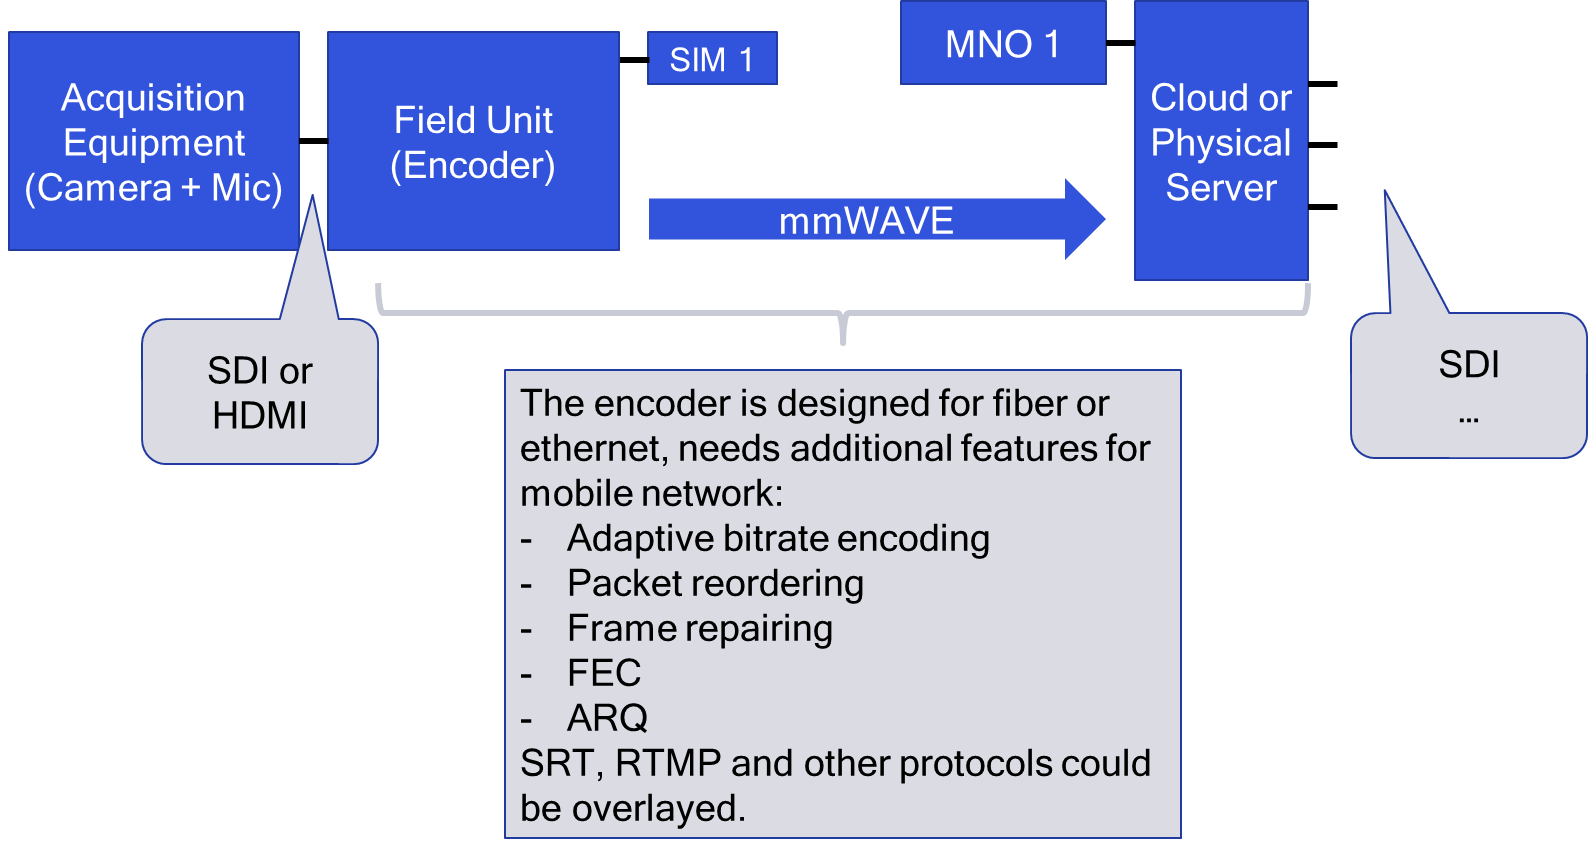 Acquisition
Equipment
(Camera + Mic)
Field Unit
(Encoder)
SIM 1
MNO 1
Cloud or
Physical
Server
mmWAVE
SDI or
HDMI
SDI
...
The encoder is designed for fiber or
ethernet, needs additional features for
mobile network:
- Adaptive bitrate encoding
- Packet reordering
- Frame repairing
- FEC
- ARQ
SRT, RTMP and other protocols could
be overlayed.